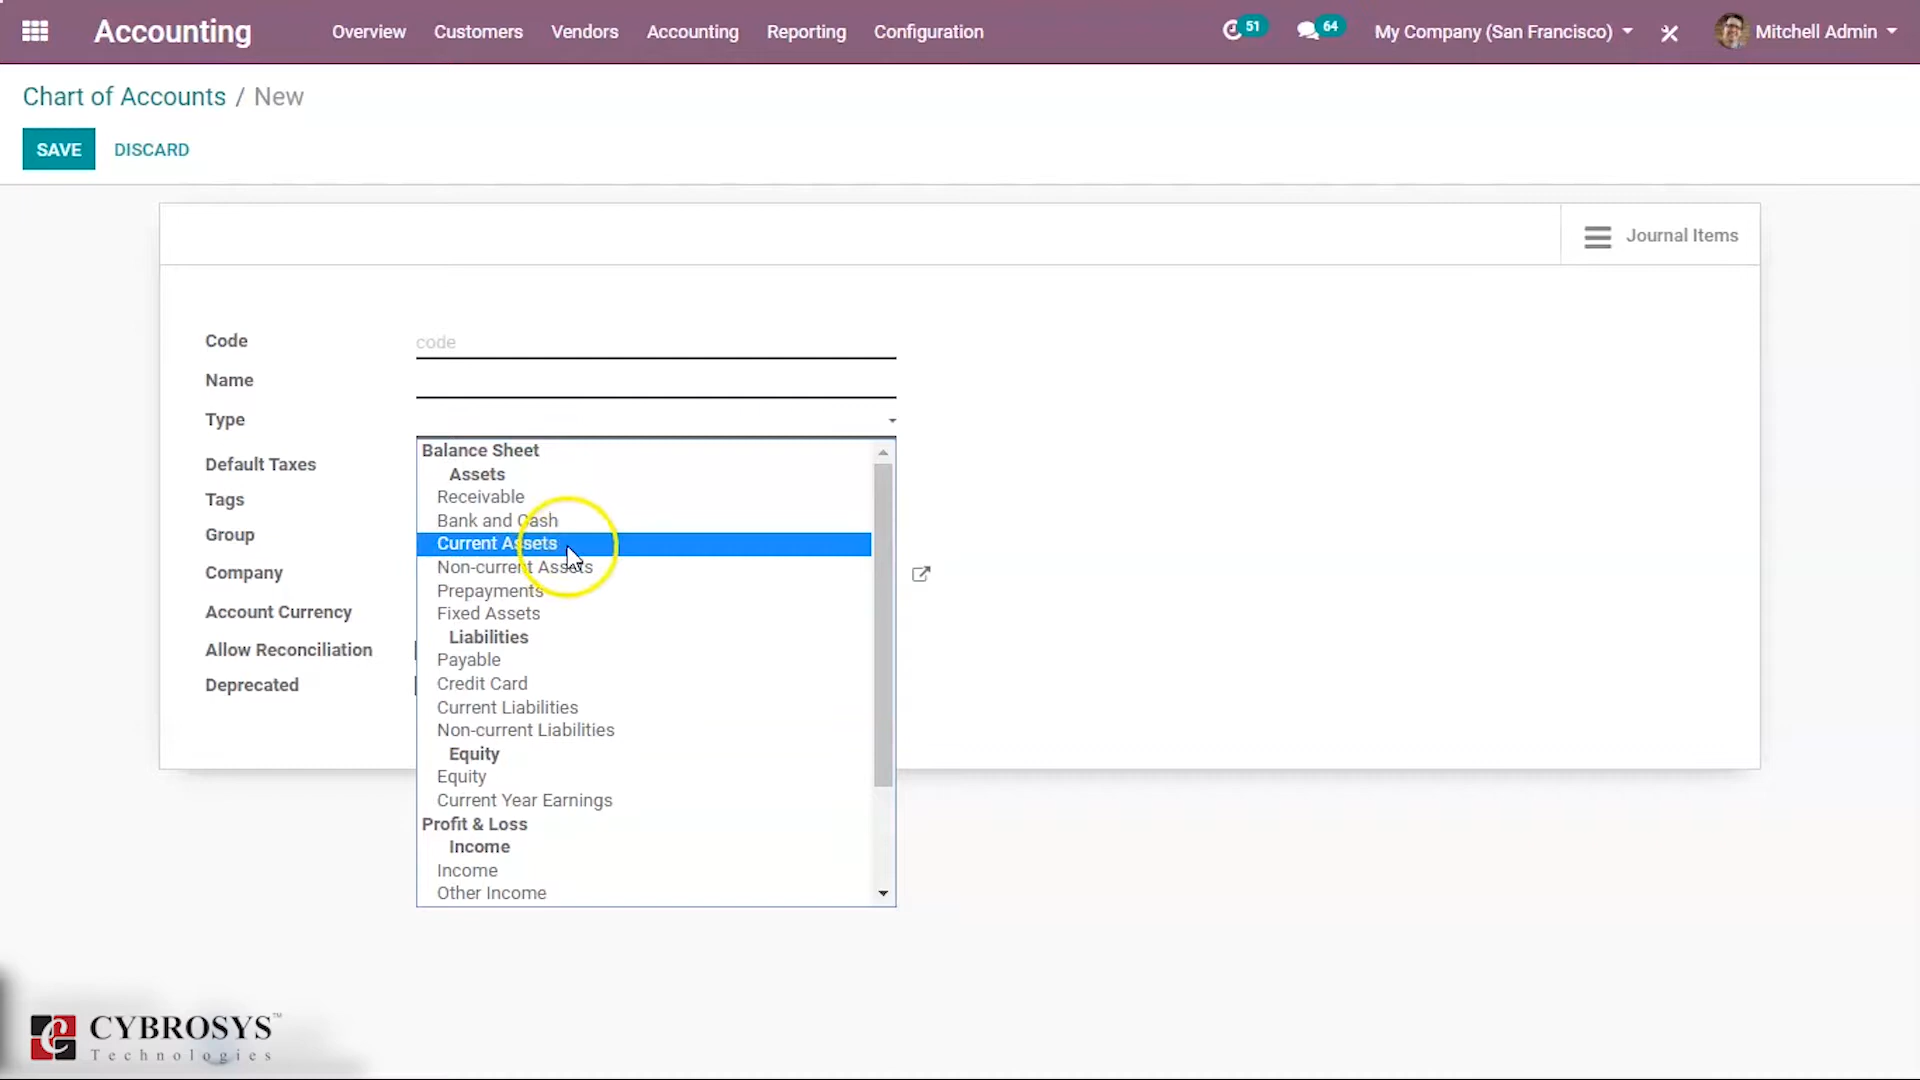 Accounting Overview Customers Vendors Accounting Reporting Configuration 51 64 My Company (San Francisco) Mitchell Admin
Chart of Accounts / New
SAVE DISCARD
Journal Items
Code code
Name
Type
Default Taxes
Tags
Group
Company
Account Currency
Allow Reconciliation
Deprecated
Balance Sheet
Assets
Receivable
Bank and Cash
Current Assets
Non-current Assets
Prepayments
Fixed Assets
Liabilities
Payable
Credit Card
Current Liabilities
Non-current Liabilities
Equity
Equity
Current Year Earnings
Profit & Loss
Income
Income
Other Income
CYBROSYS™
Technologies